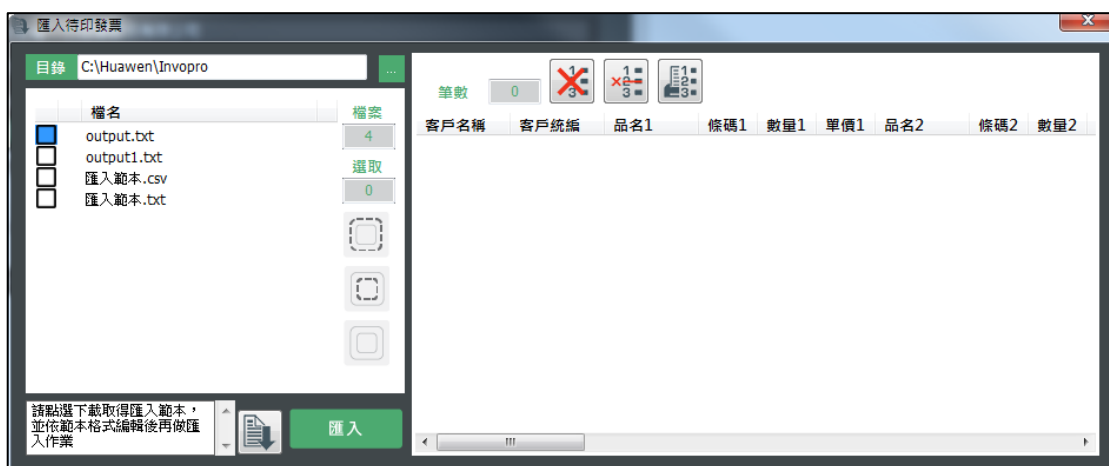 匯入待印發票
目錄 C:\Huawen\Invopro ...
檔名
output.txt
output1.txt
匯入範本.csv
匯入範本.txt
檔案
4
選取
0
請點選下載取得匯入範本，
並依範本格式編輯後再做匯
入作業
匯入
筆數 0
客戶名稱 客戶統編 品名1 條碼1 數量1 單價1 品名2 條碼2 數量2